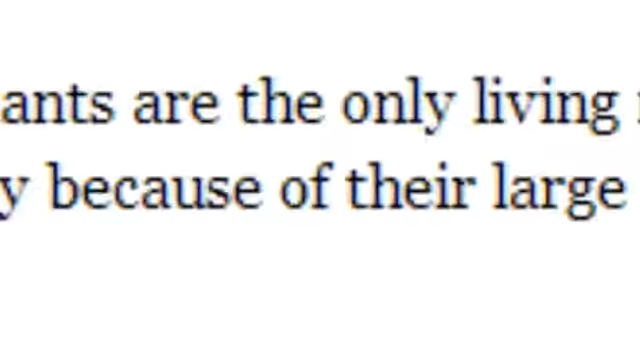 ants are the only living
y because of their large